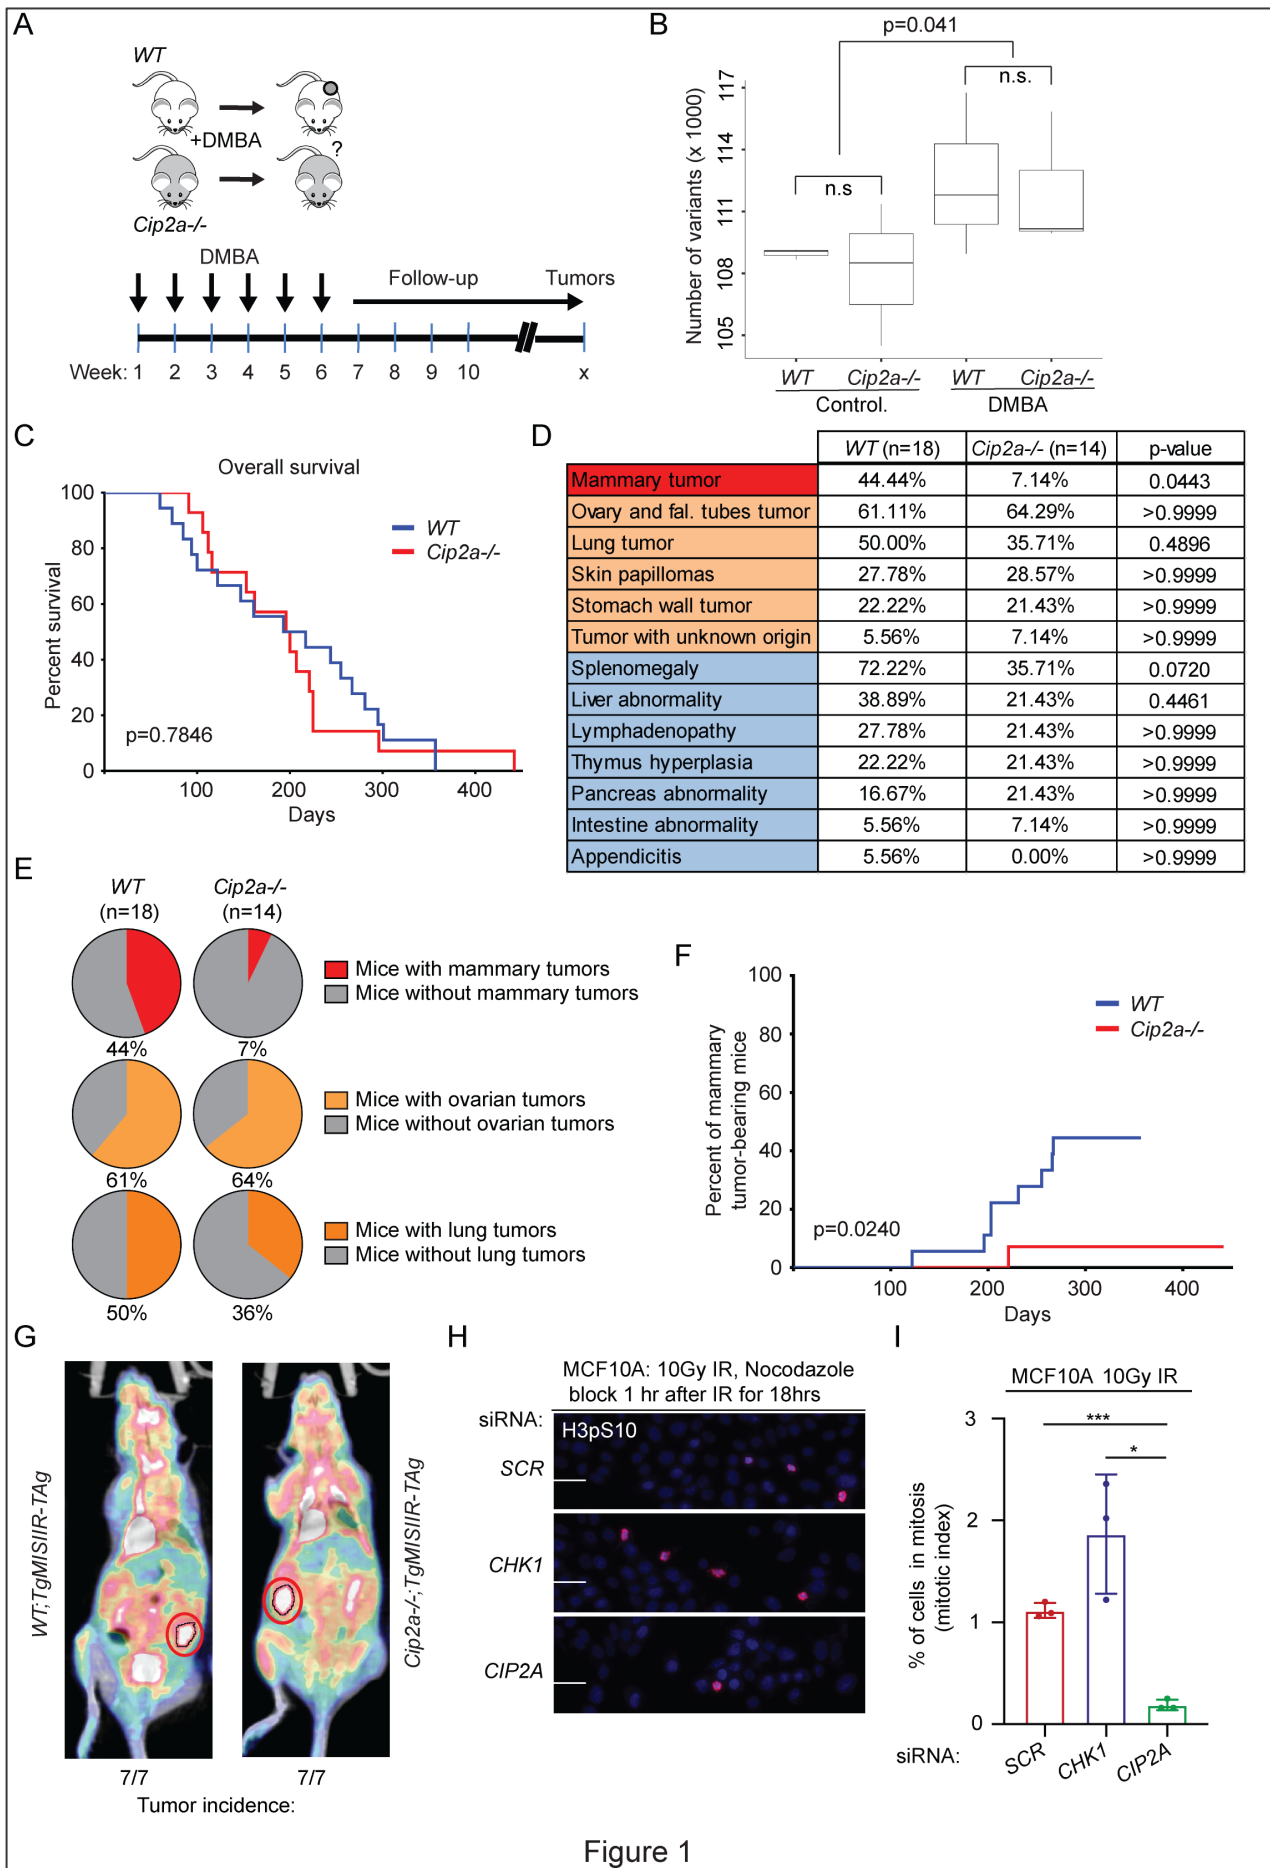 A
WT
+DMBA
?
Cip2a-/-
DMBA
Follow-up
Tumors
Week: 1 2 3 4 5 6 7 8 9 10 x
B
p=0.041
n.s.
n.s
Number of variants (x 1000)
117
114
111
108
105
WT Cip2a-/- WT Cip2a-/-
Control. DMBA
C
Overall survival
Percent survival
100
80
60
40
20
0
WT
Cip2a-/-
p=0.7846
100 200 300 400
Days
D
WT (n=18) Cip2a-/- (n=14) p-value
Mammary tumor 44.44% 7.14% 0.0443
Ovary and fal. tubes tumor 61.11% 64.29% >0.9999
Lung tumor 50.00% 35.71% 0.4896
Skin papillomas 27.78% 28.57% >0.9999
Stomach wall tumor 22.22% 21.43% >0.9999
Tumor with unknown origin 5.56% 7.14% >0.9999
Splenomegaly 72.22% 35.71% 0.0720
Liver abnormality 38.89% 21.43% 0.4461
Lymphadenopathy 27.78% 21.43% >0.9999
Thymus hyperplasia 22.22% 21.43% >0.9999
Pancreas abnormality 16.67% 21.43% >0.9999
Intestine abnormality 5.56% 7.14% >0.9999
Appendicitis 5.56% 0.00% >0.9999
E
WT Cip2a-/-
(n=18) (n=14)
Mice with mammary tumors
Mice without mammary tumors
44% 7%
Mice with ovarian tumors
Mice without ovarian tumors
61% 64%
Mice with lung tumors
Mice without lung tumors
50% 36%
F
Percent of mammary
tumor-bearing mice
100
80
60
40
20
0
WT
Cip2a-/-
p=0.0240
100 200 300 400
Days
G
WT;TgMISIIR-TAg
Cip2a-/-;TgMISIIR-TAg
7/7 7/7
Tumor incidence:
H
MCF10A: 10Gy IR, Nocodazole
block 1 hr after IR for 18hrs
siRNA:
H3pS10
SCR
CHK1
CIP2A
I
MCF10A 10Gy IR
% of cells in mitosis
(mitotic index)
3
2
1
0
***
*
siRNA: SCR CHK1 CIP2A
Figure 1